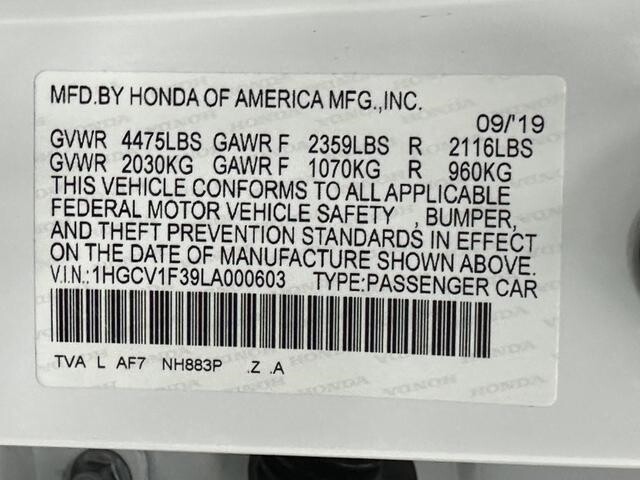 MFD.BY HONDA OF AMERICA MFG.,INC.
09/'19
GVWR 4475LBS GAWR F 2359LBS R 2116LBS
GVWR 2030KG GAWR F 1070KG R 960KG
THIS VEHICLE CONFORMS TO ALL APPLICABLE
FEDERAL MOTOR VEHICLE SAFETY , BUMPER,
AND THEFT PREVENTION STANDARDS IN EFFECT
ON THE DATE OF MANUFACTURE SHOWN ABOVE.
V.I.N.:1HGCV1F39LA000603 TYPE:PASSENGER CAR
TVA L AF7 NH883P .Z .A